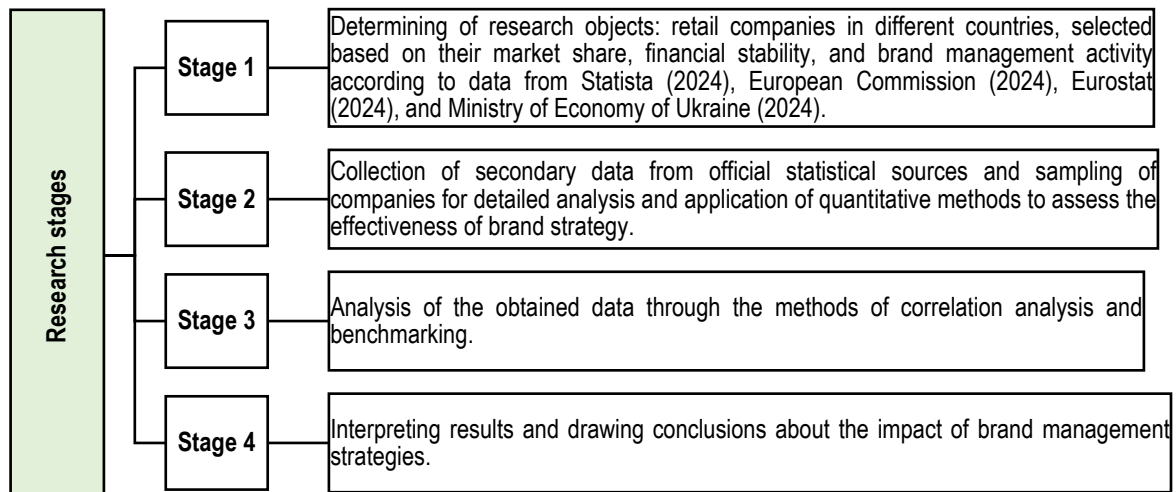 Research stages
Stage 1
Determining of research objects: retail companies in different countries, selected
based on their market share, financial stability, and brand management activity
according to data from Statista (2024), European Commission (2024), Eurostat
(2024), and Ministry of Economy of Ukraine (2024).
Stage 2
Collection of secondary data from official statistical sources and sampling of
companies for detailed analysis and application of quantitative methods to assess the
effectiveness of brand strategy.
Stage 3
Analysis of the obtained data through the methods of correlation analysis and
benchmarking.
Stage 4
Interpreting results and drawing conclusions about the impact of brand management
strategies.